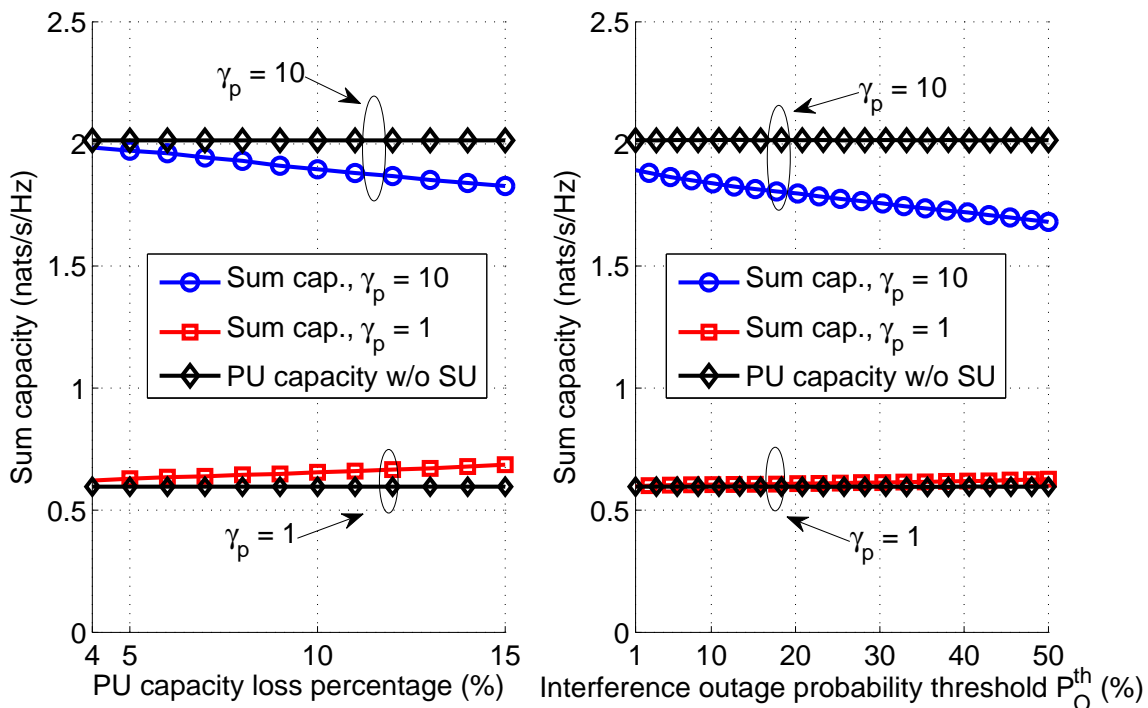 2.5
2
1.5
1
0.5
0
Sum capacity (nats/s/Hz)
γp = 10
Sum cap., γp = 10
Sum cap., γp = 1
PU capacity w/o SU
γp = 1
4 5 10 15
PU capacity loss percentage (%)
2.5
2
1.5
1
0.5
0
Sum capacity (nats/s/Hz)
γp = 10
Sum cap., γp = 10
Sum cap., γp = 1
PU capacity w/o SU
γp = 1
1 10 20 30 40 50
Interference outage probability threshold P_O^th (%)